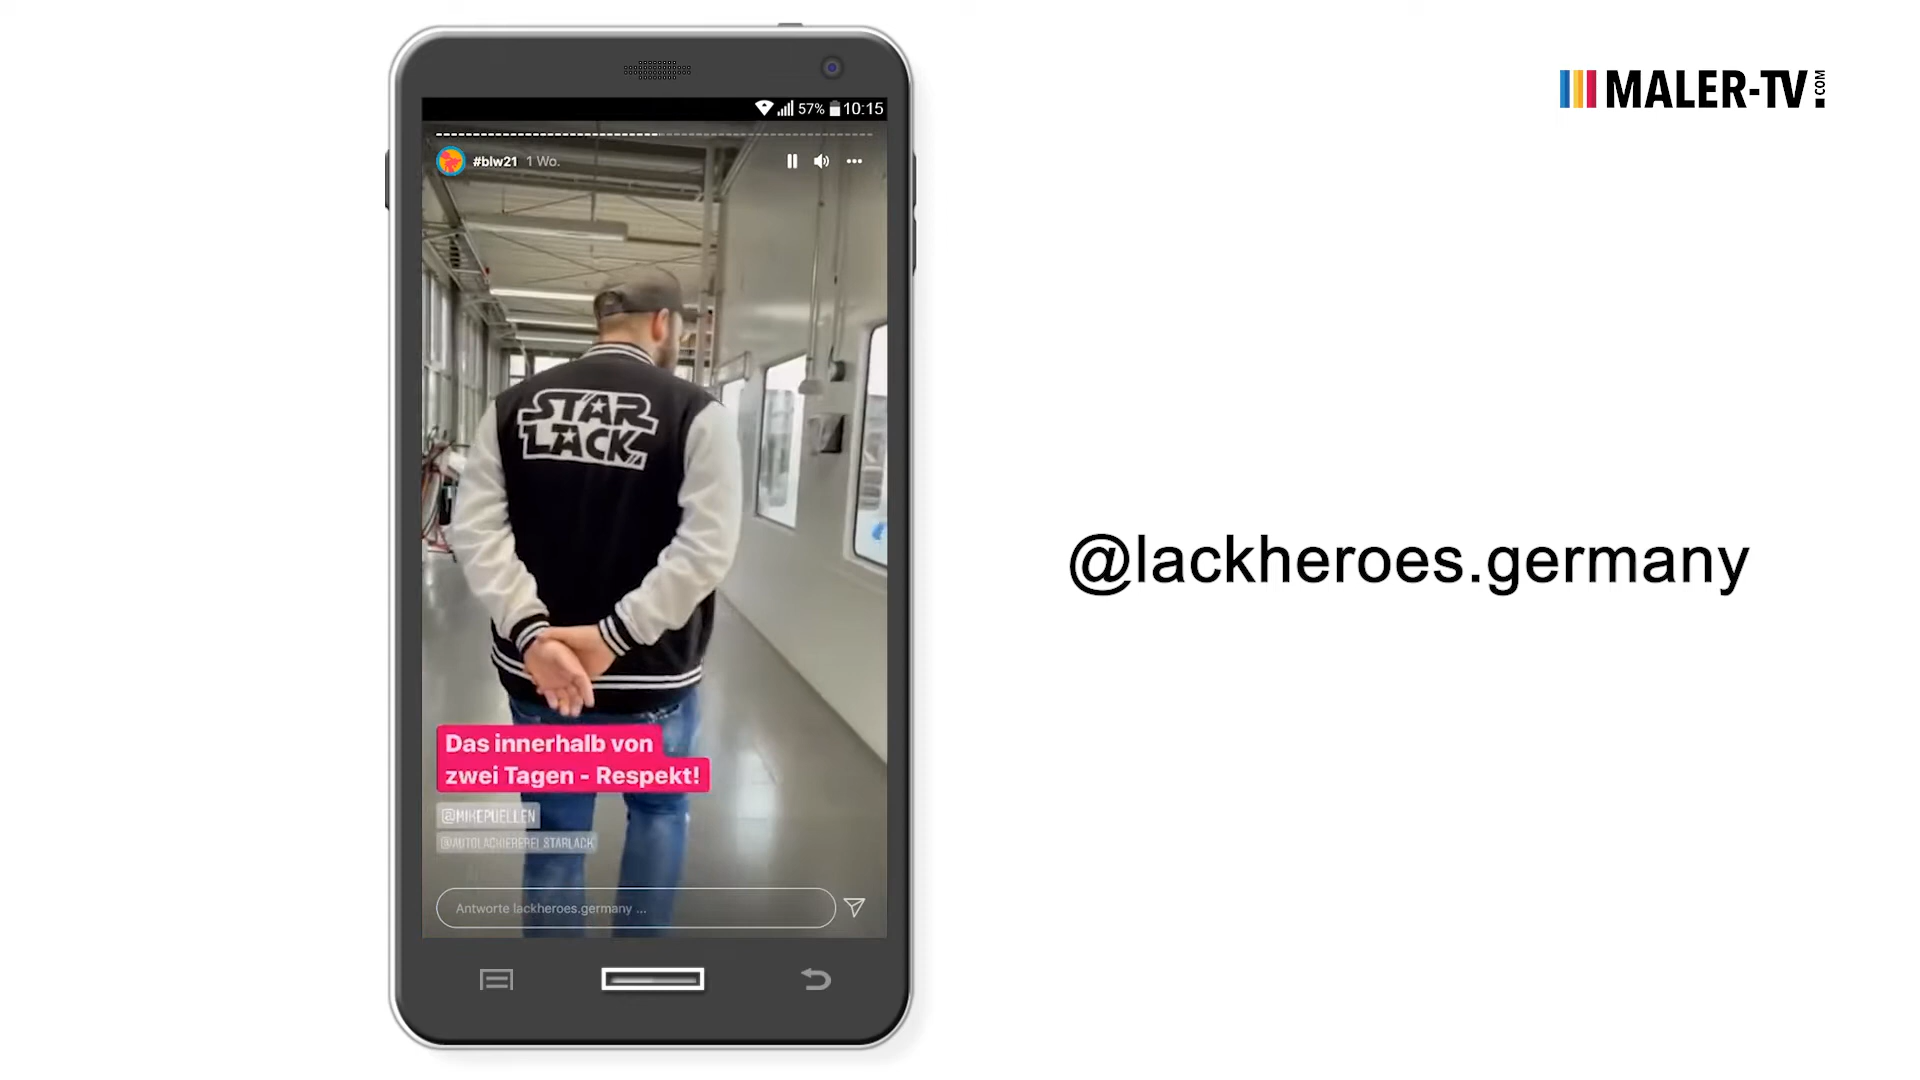 MALER-TV.COM
57% 10:15
#blw21 1 Wo.
STAR
LACK
Das innerhalb von
zwei Tagen - Respekt!
@MIKEPUELLEN
@AUTOLACKIEREREI_STARLACK
Antworte lackheroes.germany ...
@lackheroes.germany